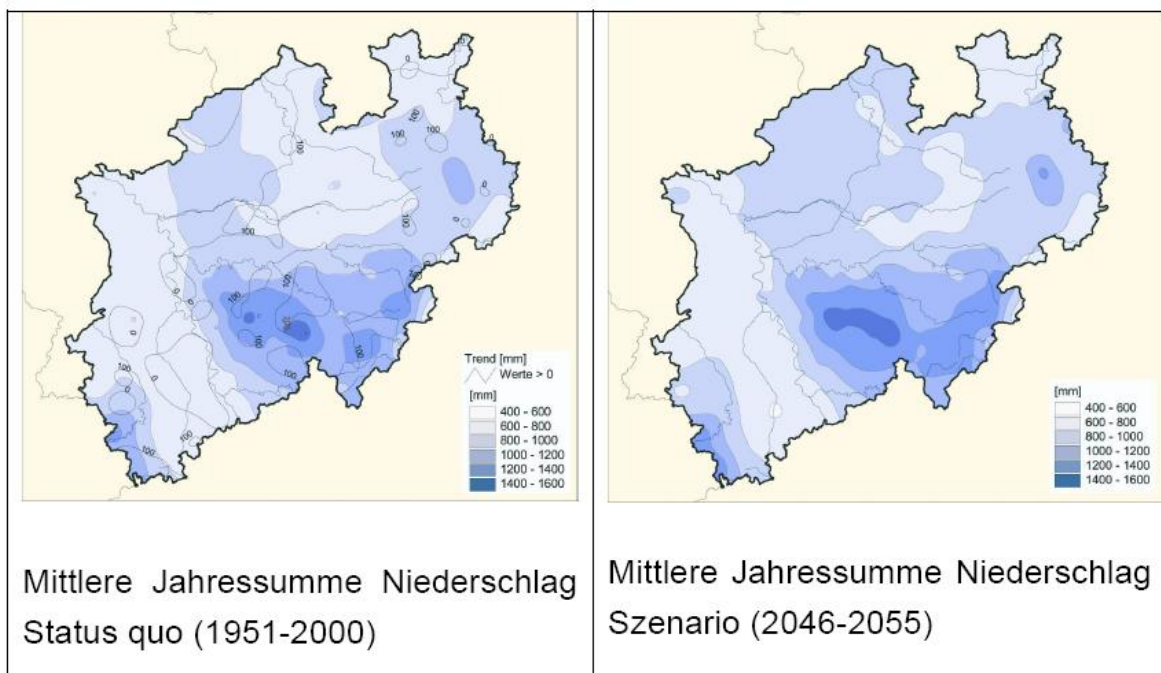 Trend [mm]
Werte > 0
[mm]
400 - 600
600 - 800
800 - 1000
1000 - 1200
1200 - 1400
1400 - 1600
[mm]
400 - 600
600 - 800
800 - 1000
1000 - 1200
1200 - 1400
1400 - 1600
Mittlere Jahressumme Niederschlag
Status quo (1951-2000)
Mittlere Jahressumme Niederschlag
Szenario (2046-2055)